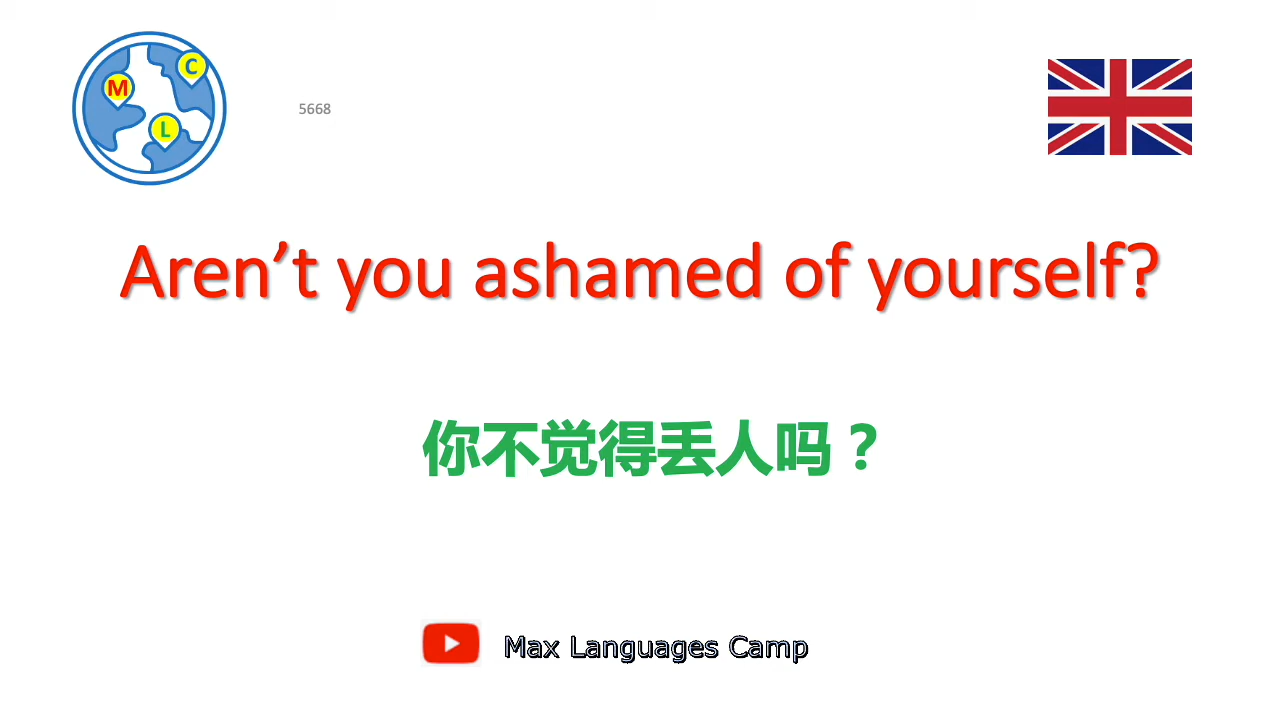 M
C
L
5668
Aren’t you ashamed of yourself?
你不觉得丢人吗？
Max Languages Camp